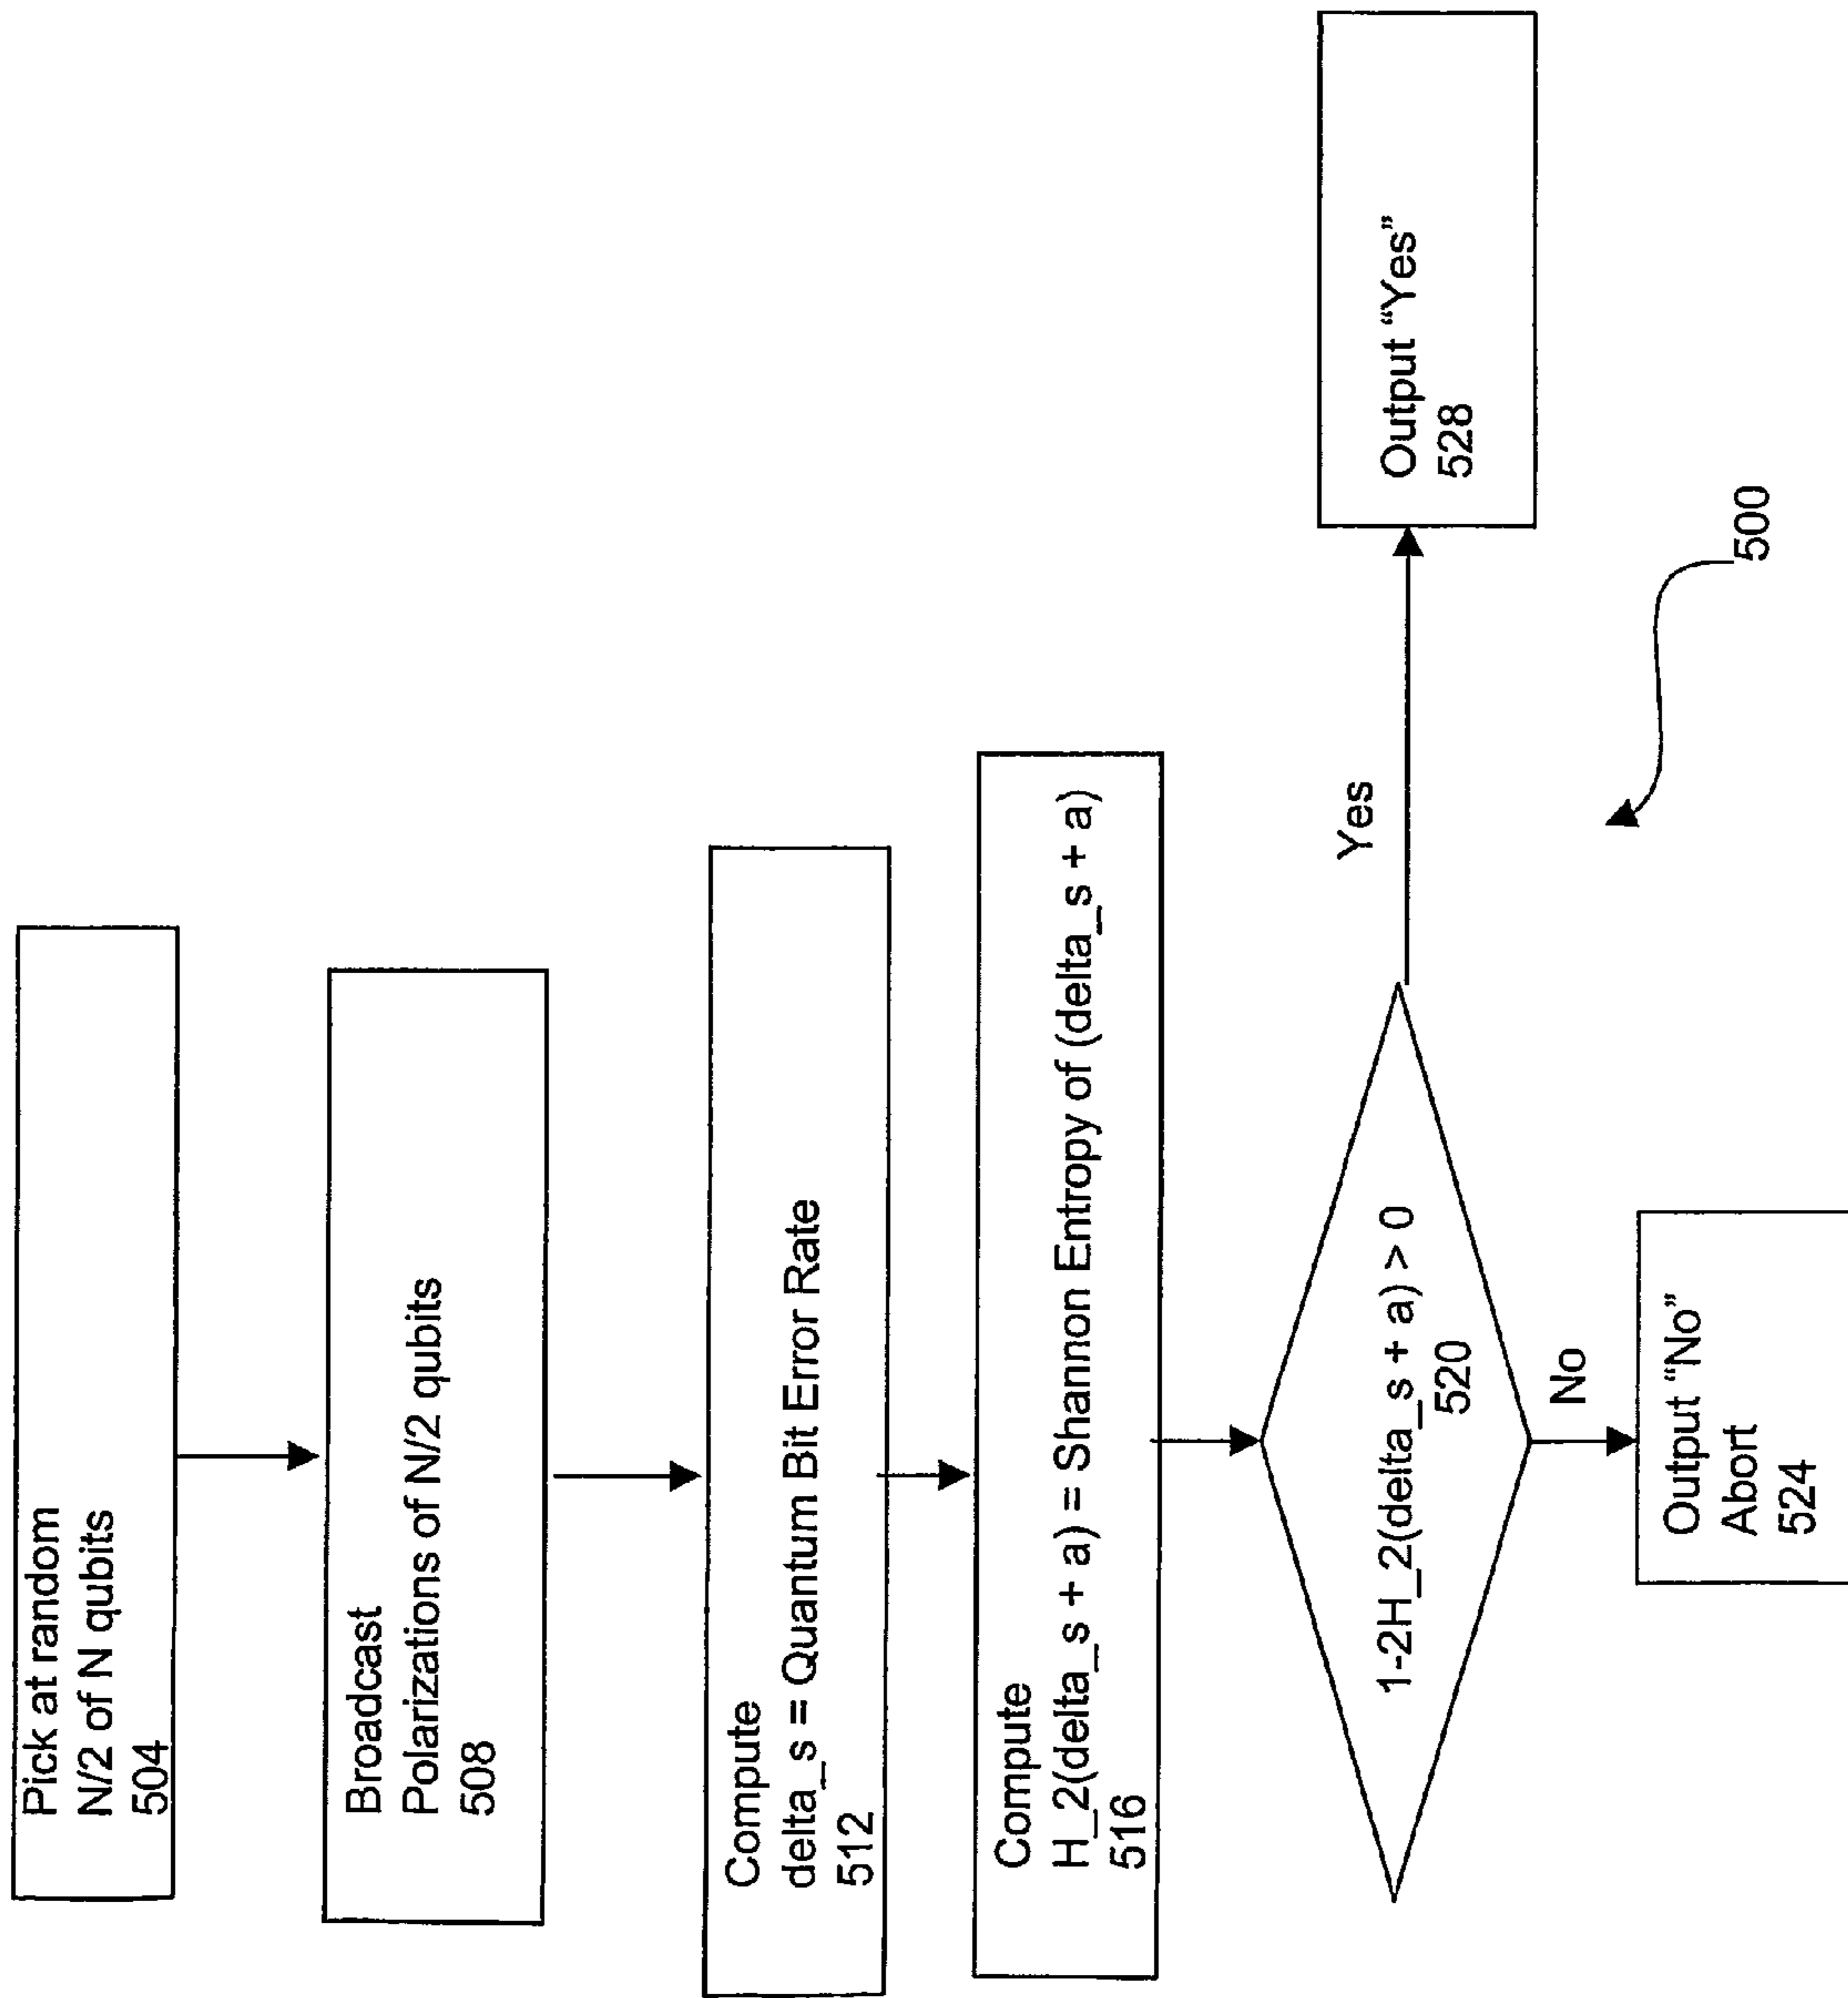 Pick at random
N/2 of N qubits
504
Broadcast
Polarizations of N/2 qubits
508
Compute
delta_s = Quantum Bit Error Rate
512
Compute
H_2(delta_s + a) = Shannon Entropy of (delta_s + a)
516
1-2H_2(delta_s + a) > 0
520
Yes
No
Output “Yes”
528
Output “No”
Abort
524
500